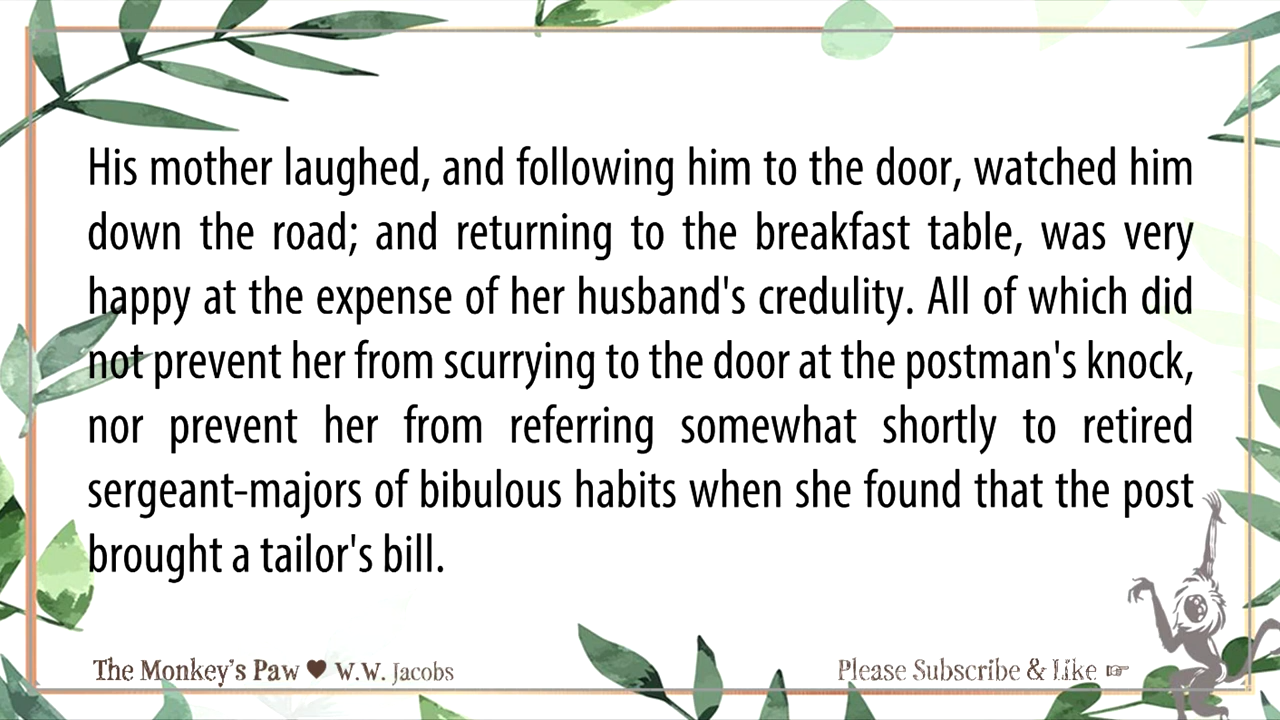 His mother laughed, and following him to the door, watched him
down the road; and returning to the breakfast table, was very
happy at the expense of her husband's credulity. All of which did
not prevent her from scurrying to the door at the postman's knock,
nor prevent her from referring somewhat shortly to retired
sergeant-majors of bibulous habits when she found that the post
brought a tailor's bill.
The Monkey's Paw ♥ W.W. Jacobs
Please Subscribe & Like ☞